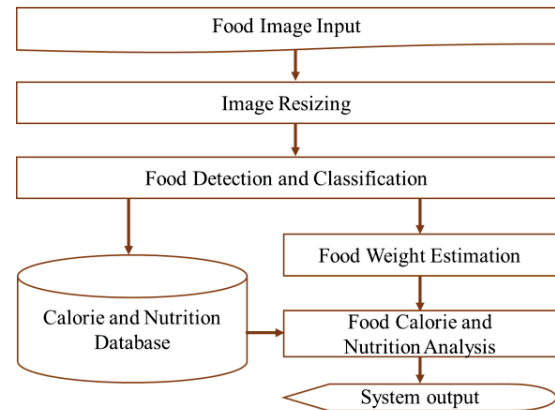 Food Image Input
Image Resizing
Food Detection and Classification
Food Weight Estimation
Calorie and Nutrition
Database
Food Calorie and
Nutrition Analysis
System output